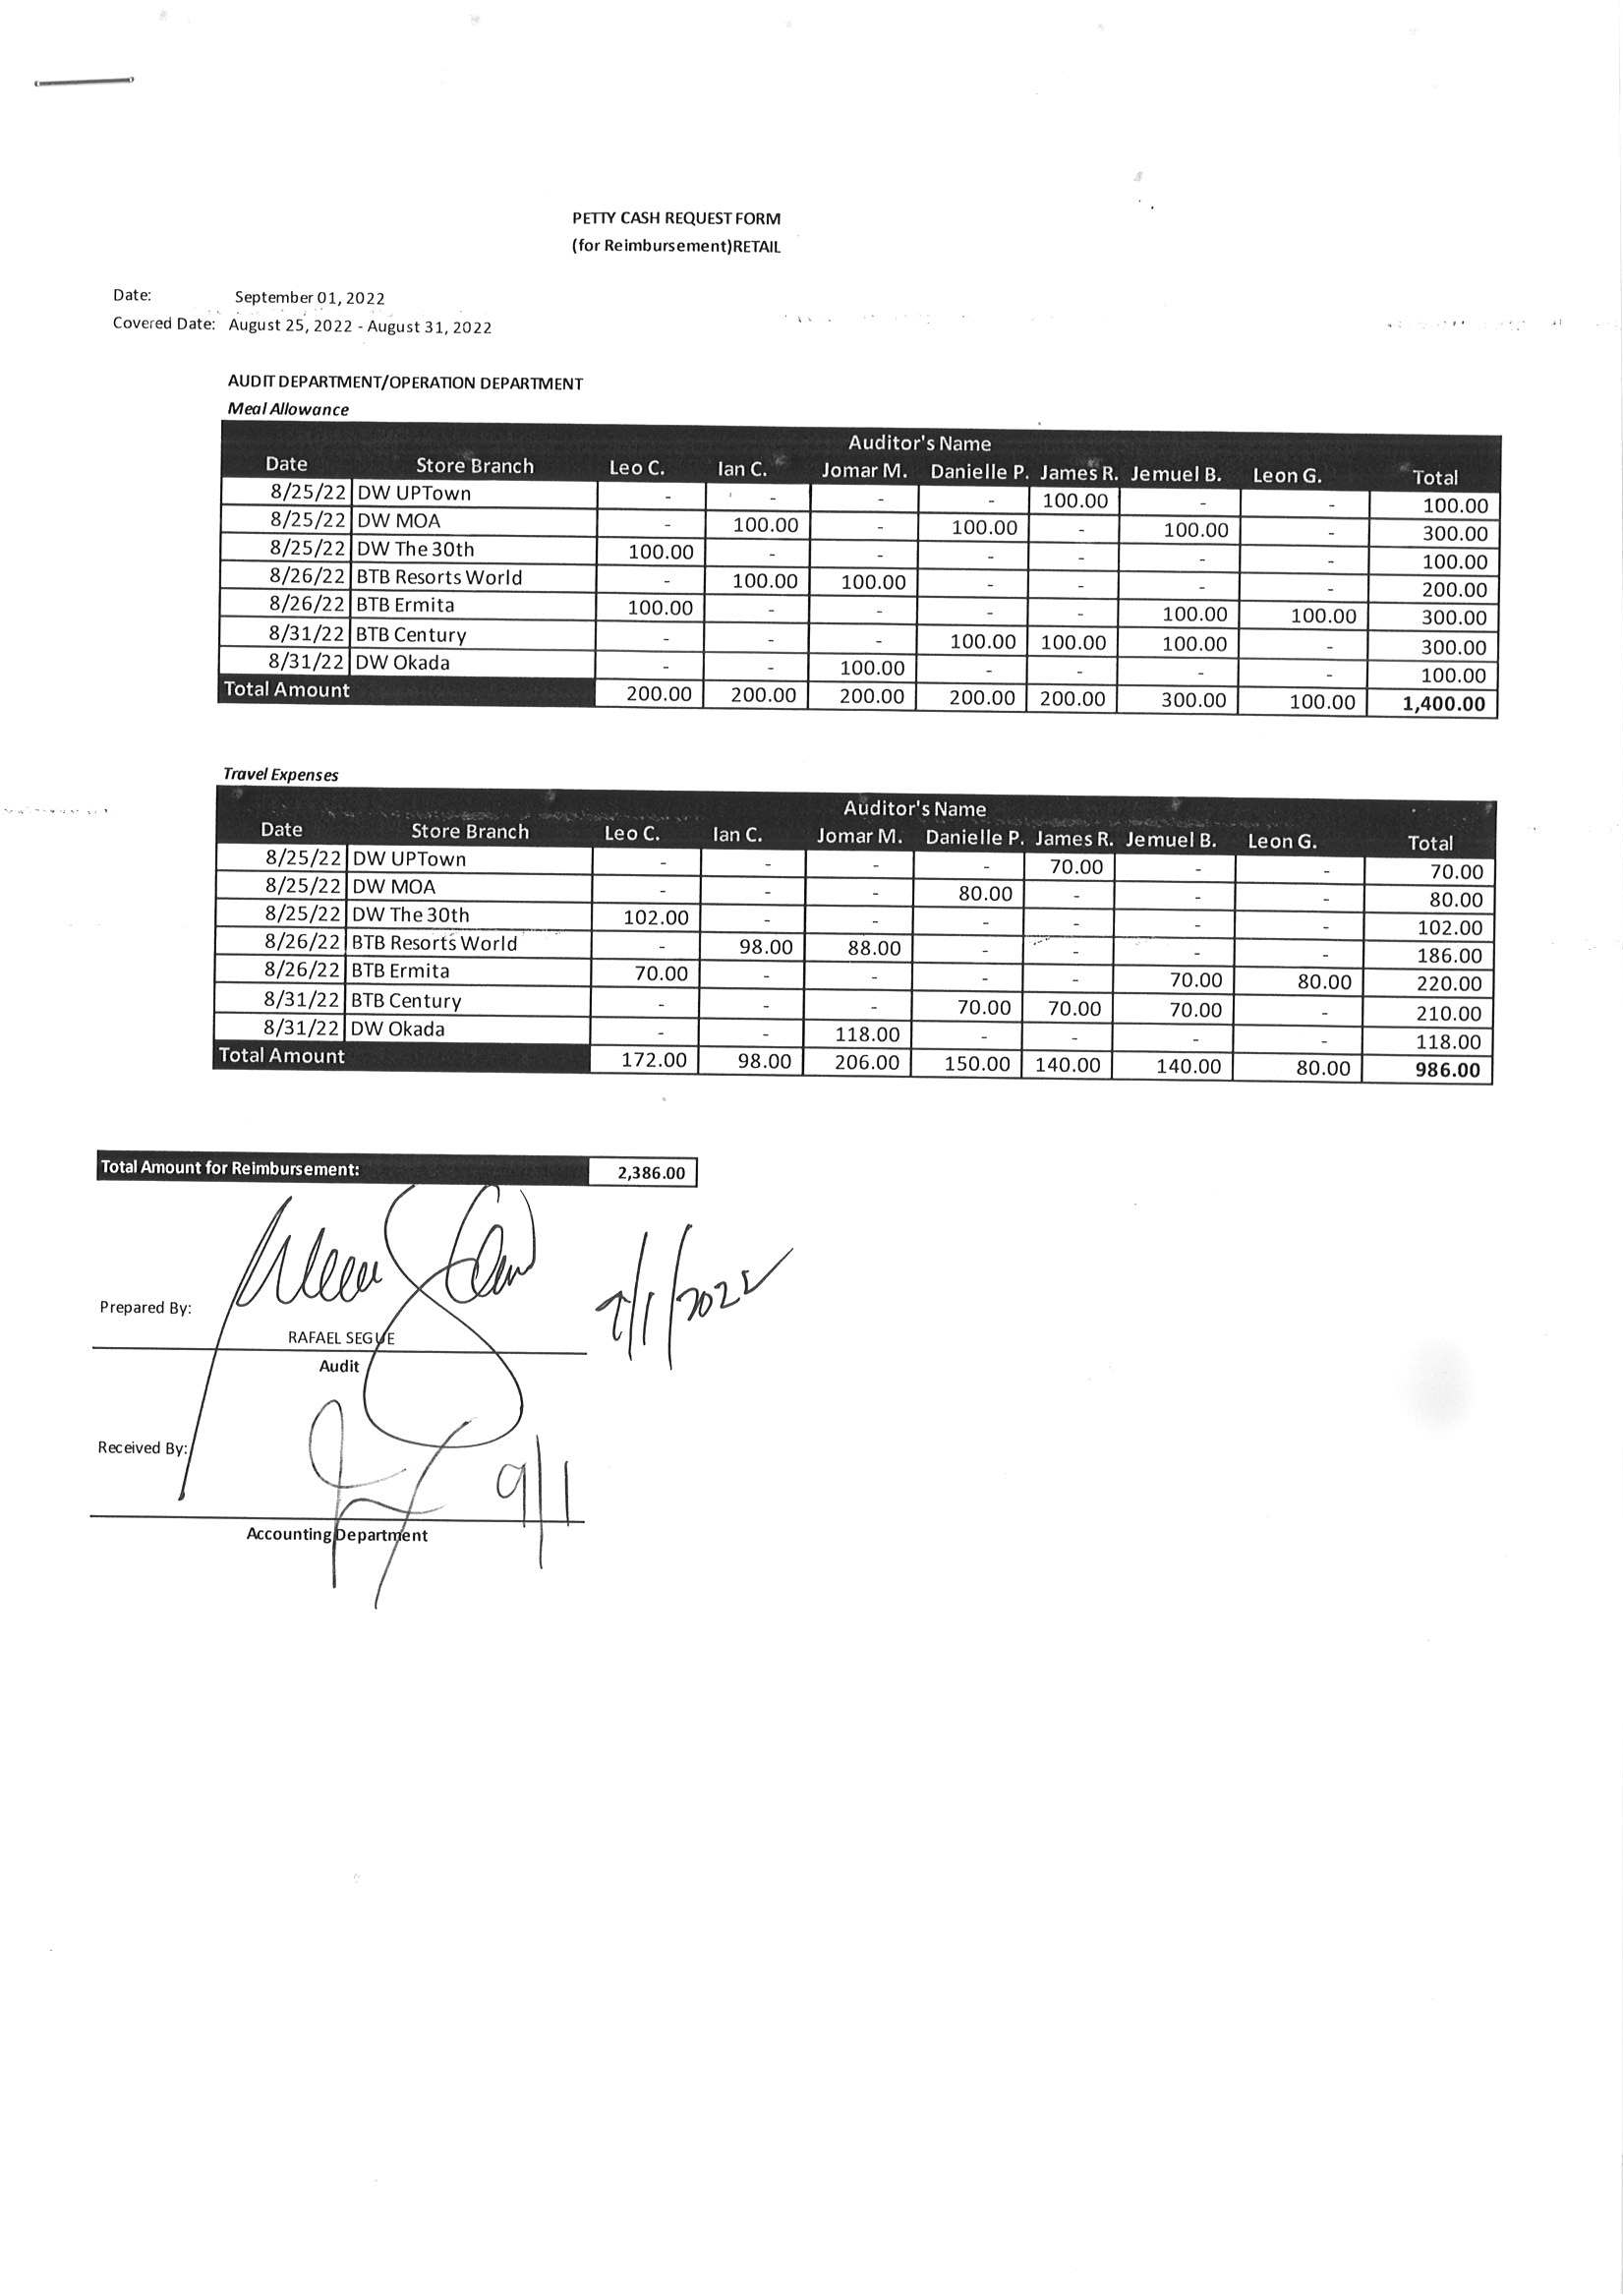 PETTY CASH REQUEST FORM
(for Reimbursement)RETAIL
Date: September 01, 2022
Covered Date: August 25, 2022 - August 31, 2022
AUDIT DEPARTMENT/OPERATION DEPARTMENT
Meal Allowance
Auditor's Name
Date Store Branch Leo C. Ian C. Jomar M. Danielle P. James R. Jemuel B. Leon G. Total
8/25/22 DW UPTown - - - - 100.00 - - 100.00
8/25/22 DW MOA - 100.00 - 100.00 - 100.00 - 300.00
8/25/22 DW The 30th 100.00 - - - - - - 100.00
8/26/22 BTB Resorts World - 100.00 100.00 - - - - 200.00
8/26/22 BTB Ermita 100.00 - - - - 100.00 100.00 300.00
8/31/22 BTB Century - - - 100.00 100.00 100.00 - 300.00
8/31/22 DW Okada - - 100.00 - - - - 100.00
Total Amount 200.00 200.00 200.00 200.00 200.00 300.00 100.00 1,400.00
Travel Expenses
Auditor's Name
Date Store Branch Leo C. Ian C. Jomar M. Danielle P. James R. Jemuel B. Leon G. Total
8/25/22 DW UPTown - - - - 70.00 - - 70.00
8/25/22 DW MOA - - - 80.00 - - - 80.00
8/25/22 DW The 30th 102.00 - - - - - - 102.00
8/26/22 BTB Resorts World - 98.00 88.00 - - - - 186.00
8/26/22 BTB Ermita 70.00 - - - - 70.00 80.00 220.00
8/31/22 BTB Century - - - 70.00 70.00 70.00 - 210.00
8/31/22 DW Okada - - 118.00 - - - - 118.00
Total Amount 172.00 98.00 206.00 150.00 140.00 140.00 80.00 986.00
Total Amount for Reimbursement: 2,386.00
Prepared By:
9/1/2022
RAFAEL SEGUE
Audit
Received By:
9/1
Accounting Department